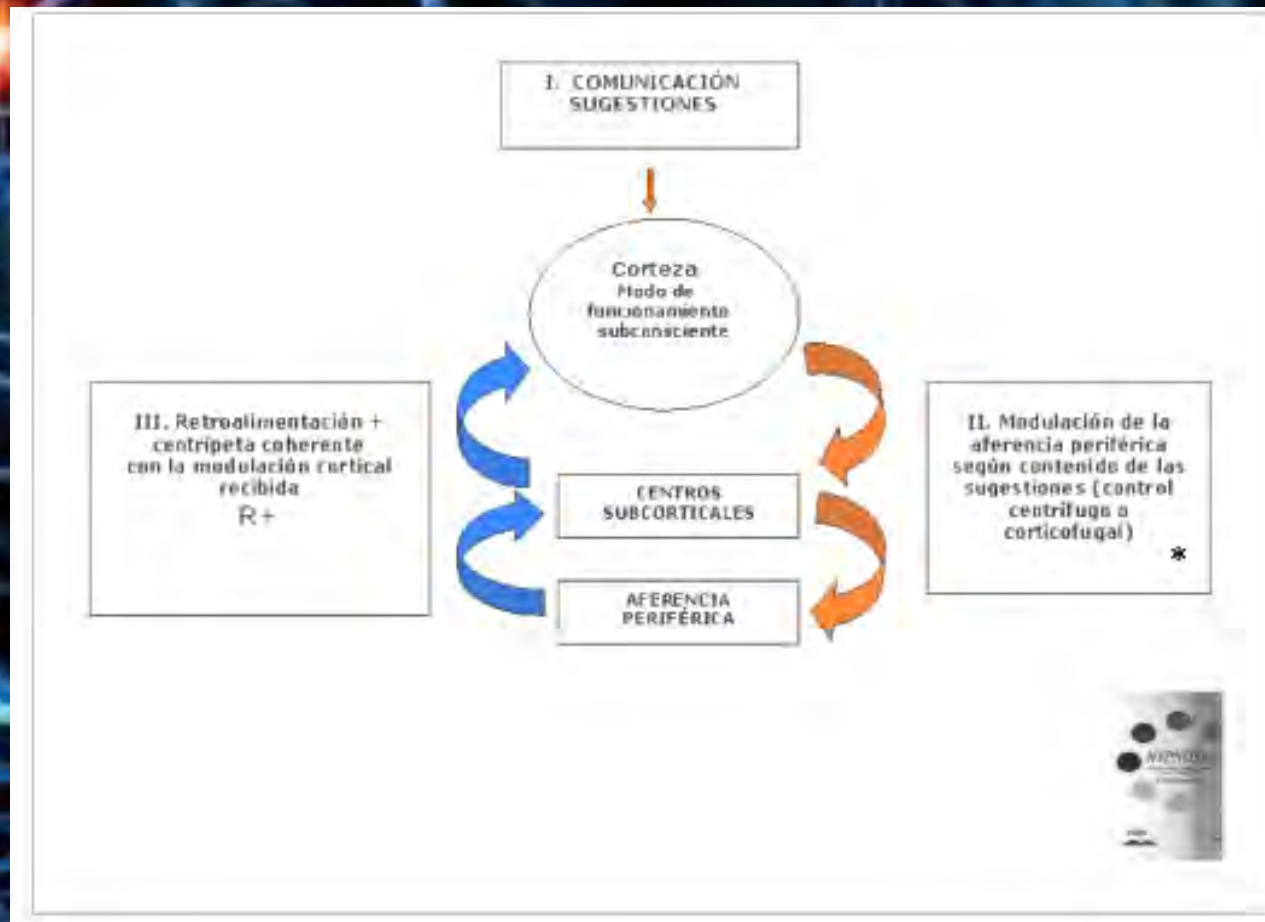 I. COMUNICACIÓN
SUGESTIONES
Corteza
Modo de
funcionamiento
subconsciente
III. Retroalimentación +
centrípeta coherente
con la modulación cortical
recibida
R+
CENTROS
SUBCORTICALES
AFERENCIA
PERIFÉRICA
II. Modulación de la
aferencia periférica
según contenido de las
sugestiones (control
centrífugo o
corticofugal)
*